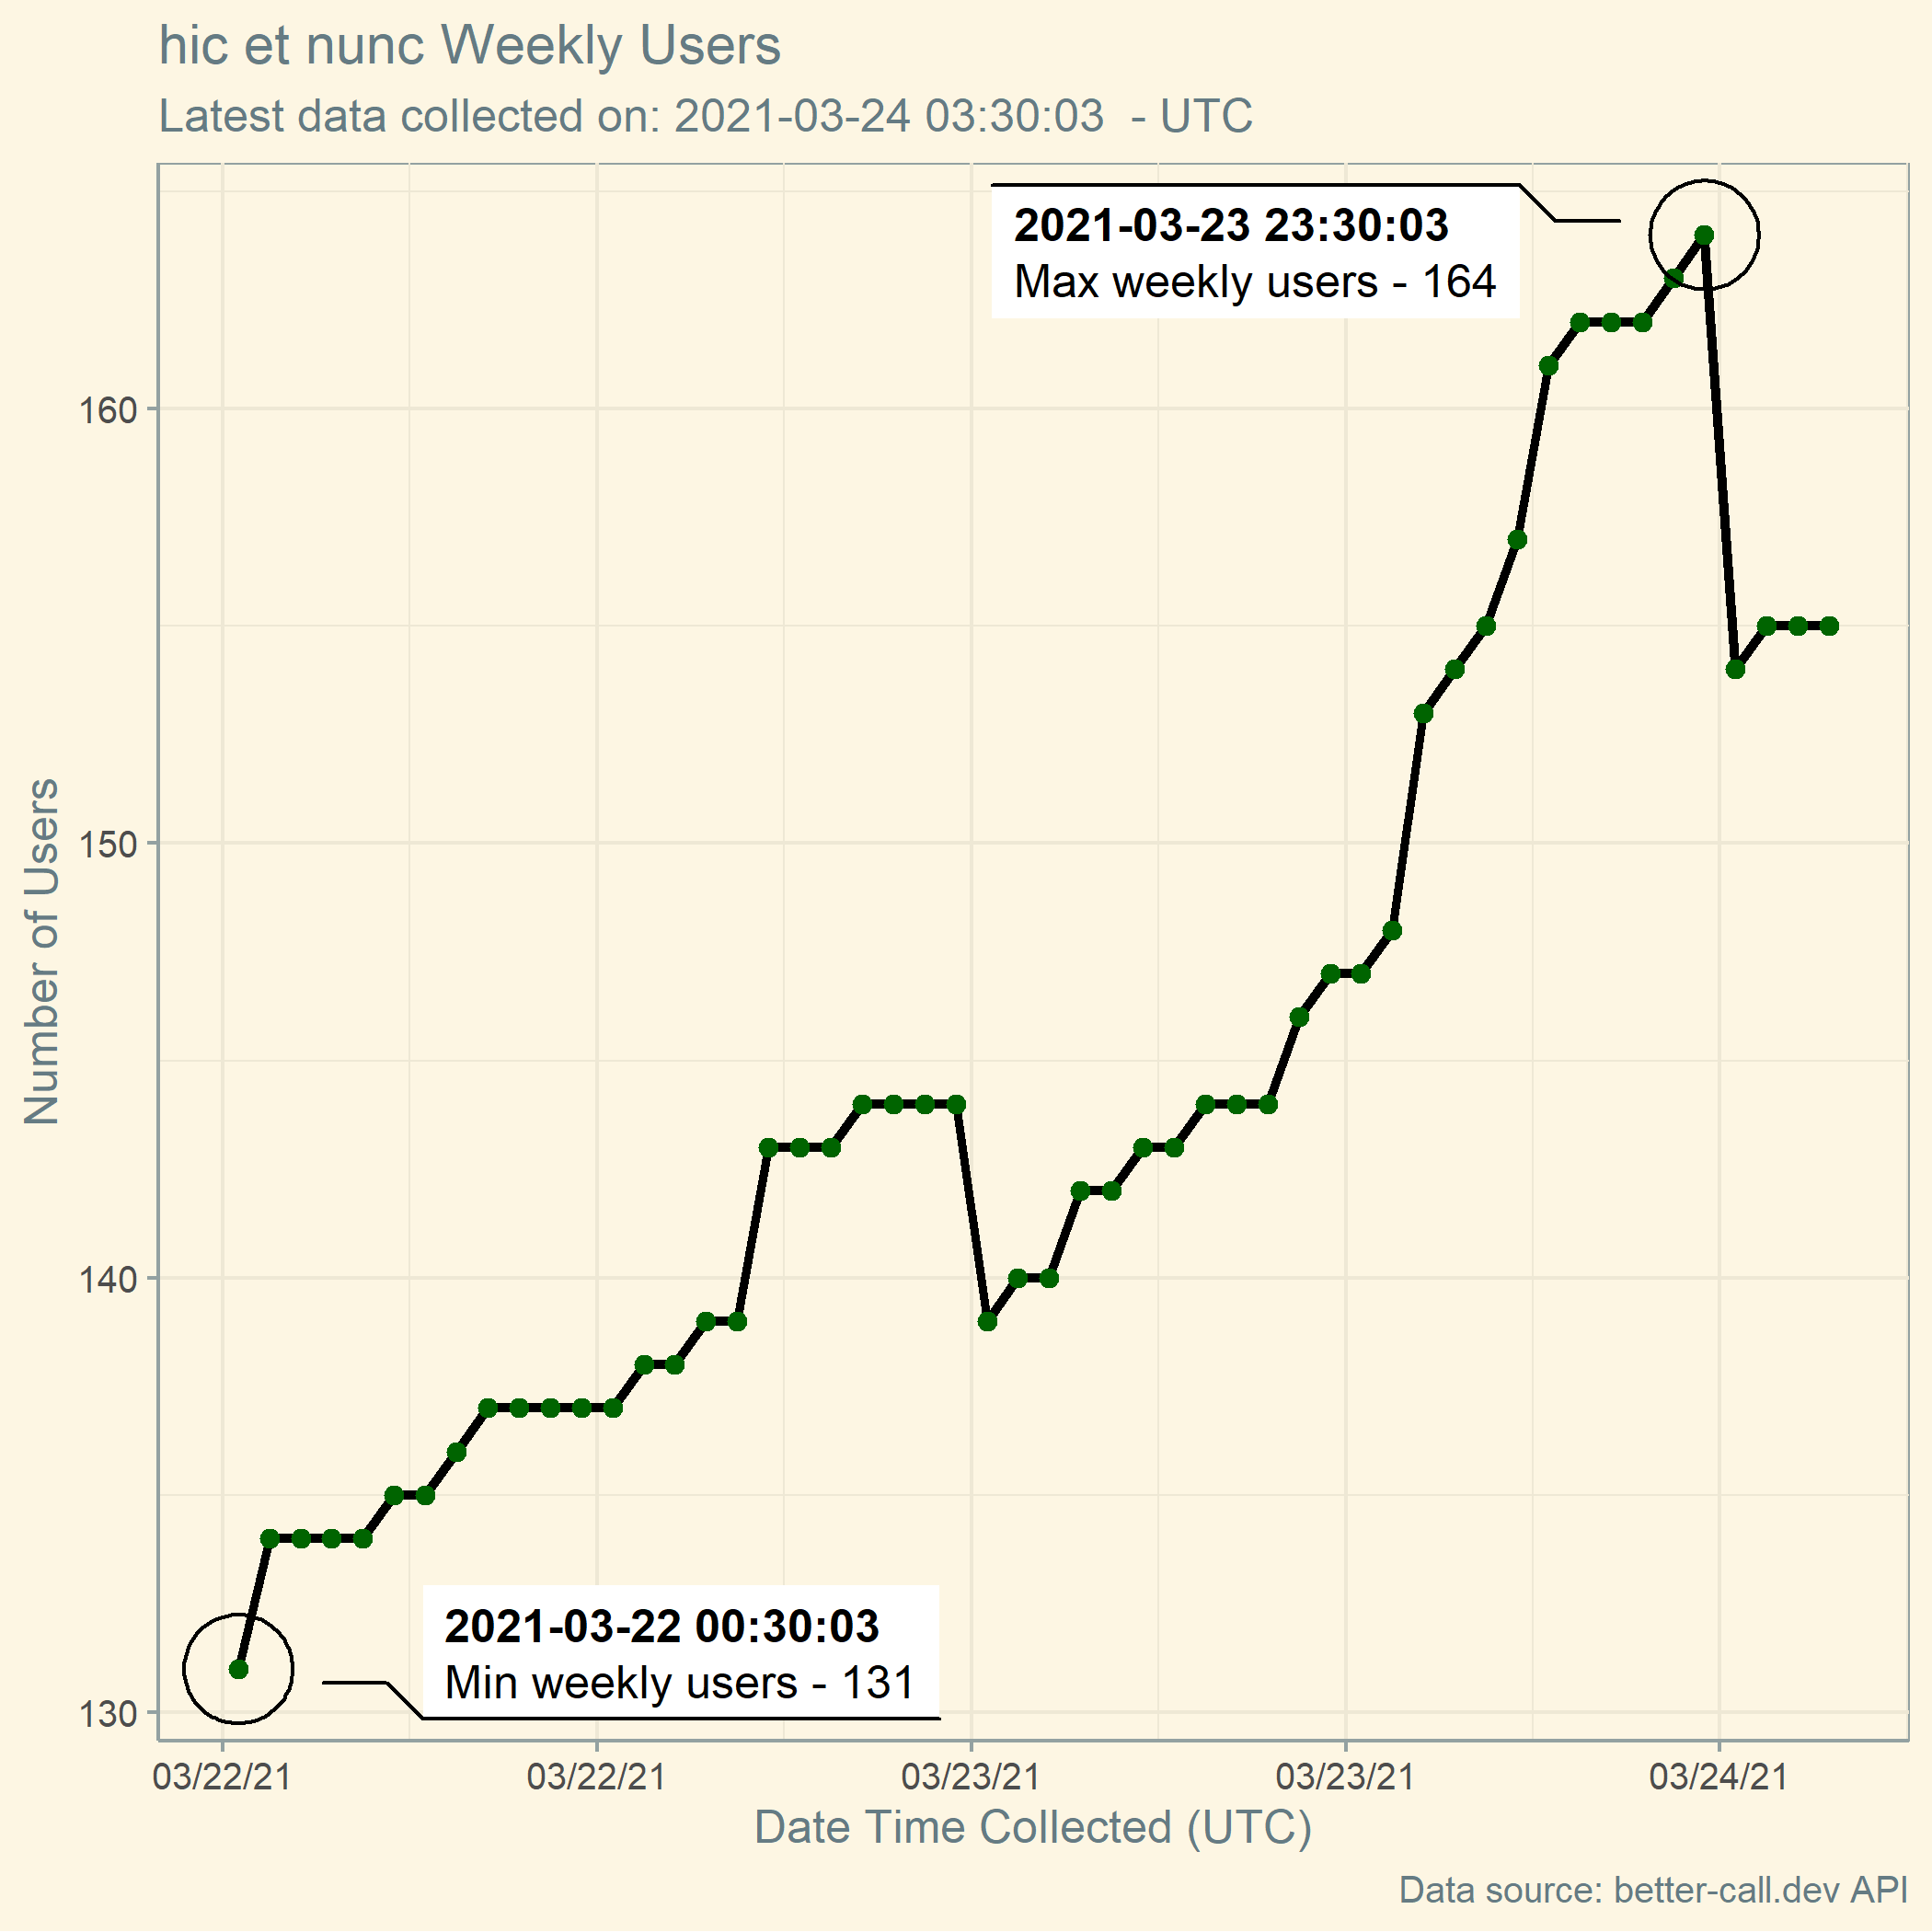 hic et nunc Weekly Users
Latest data collected on: 2021-03-24 03:30:03  - UTC
2021-03-23 23:30:03
Max weekly users - 164
160
150
140
130
Number of Users
2021-03-22 00:30:03
Min weekly users - 131
03/22/21 03/22/21 03/23/21 03/23/21 03/24/21
Date Time Collected (UTC)
Data source: better-call.dev API